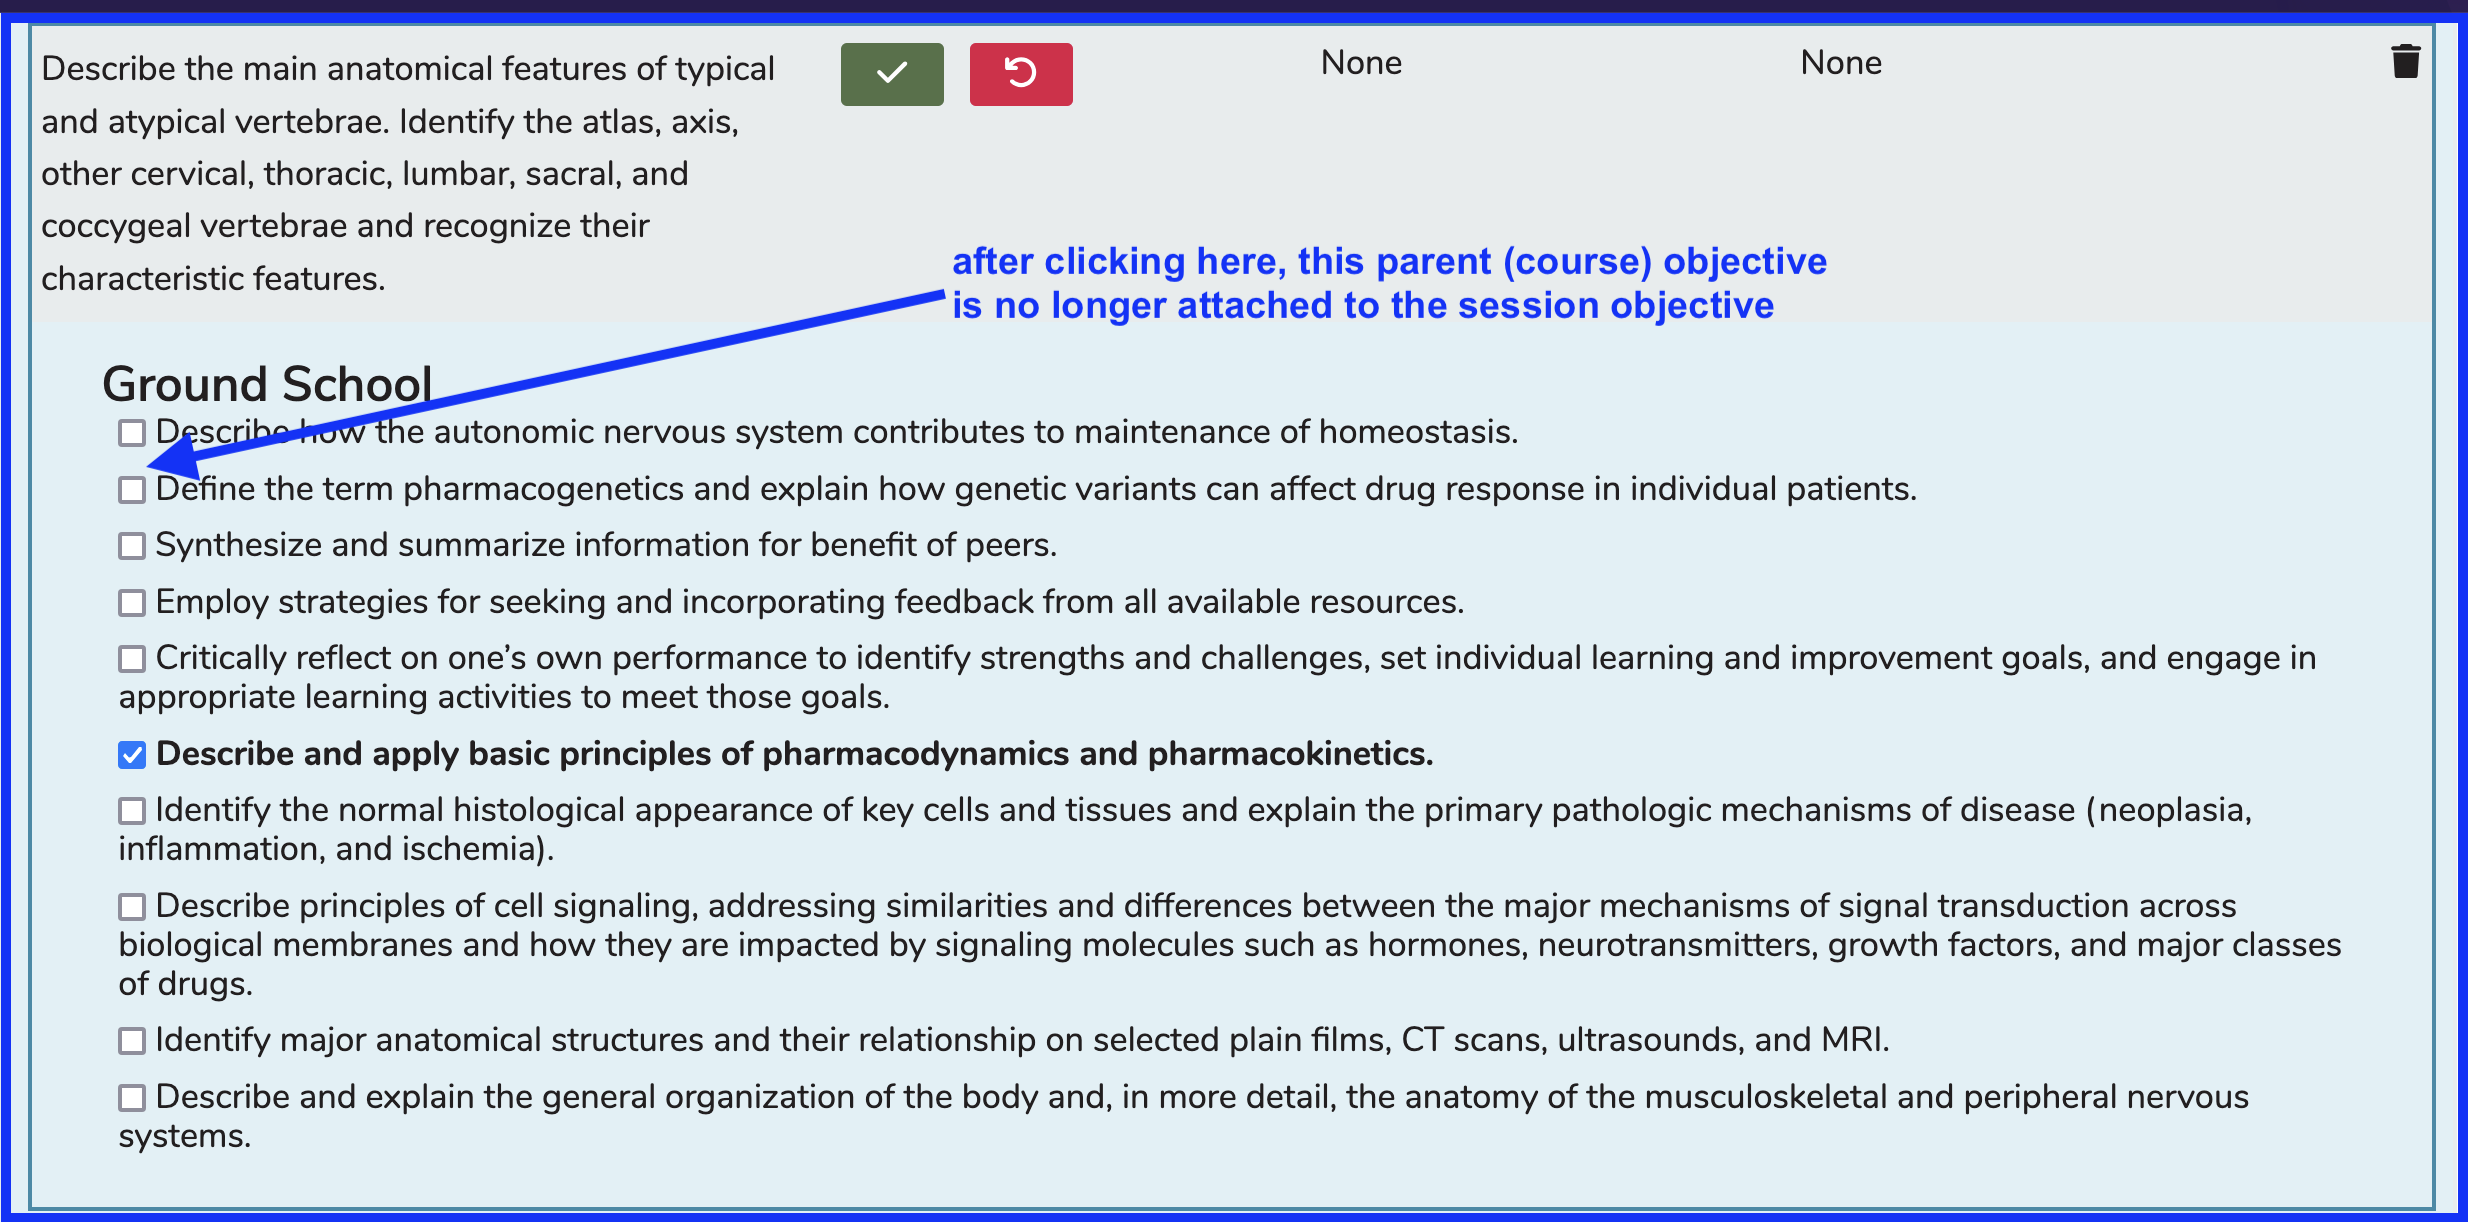 Describe the main anatomical features of typical
and atypical vertebrae. Identify the atlas, axis,
other cervical, thoracic, lumbar, sacral, and
coccygeal vertebrae and recognize their
characteristic features.
None
None
after clicking here, this parent (course) objective
is no longer attached to the session objective
Ground School
Describe how the autonomic nervous system contributes to maintenance of homeostasis.
Define the term pharmacogenetics and explain how genetic variants can affect drug response in individual patients.
Synthesize and summarize information for benefit of peers.
Employ strategies for seeking and incorporating feedback from all available resources.
Critically reflect on one’s own performance to identify strengths and challenges, set individual learning and improvement goals, and engage in
appropriate learning activities to meet those goals.
Describe and apply basic principles of pharmacodynamics and pharmacokinetics.
Identify the normal histological appearance of key cells and tissues and explain the primary pathologic mechanisms of disease (neoplasia,
inflammation, and ischemia).
Describe principles of cell signaling, addressing similarities and differences between the major mechanisms of signal transduction across
biological membranes and how they are impacted by signaling molecules such as hormones, neurotransmitters, growth factors, and major classes
of drugs.
Identify major anatomical structures and their relationship on selected plain films, CT scans, ultrasounds, and MRI.
Describe and explain the general organization of the body and, in more detail, the anatomy of the musculoskeletal and peripheral nervous
systems.